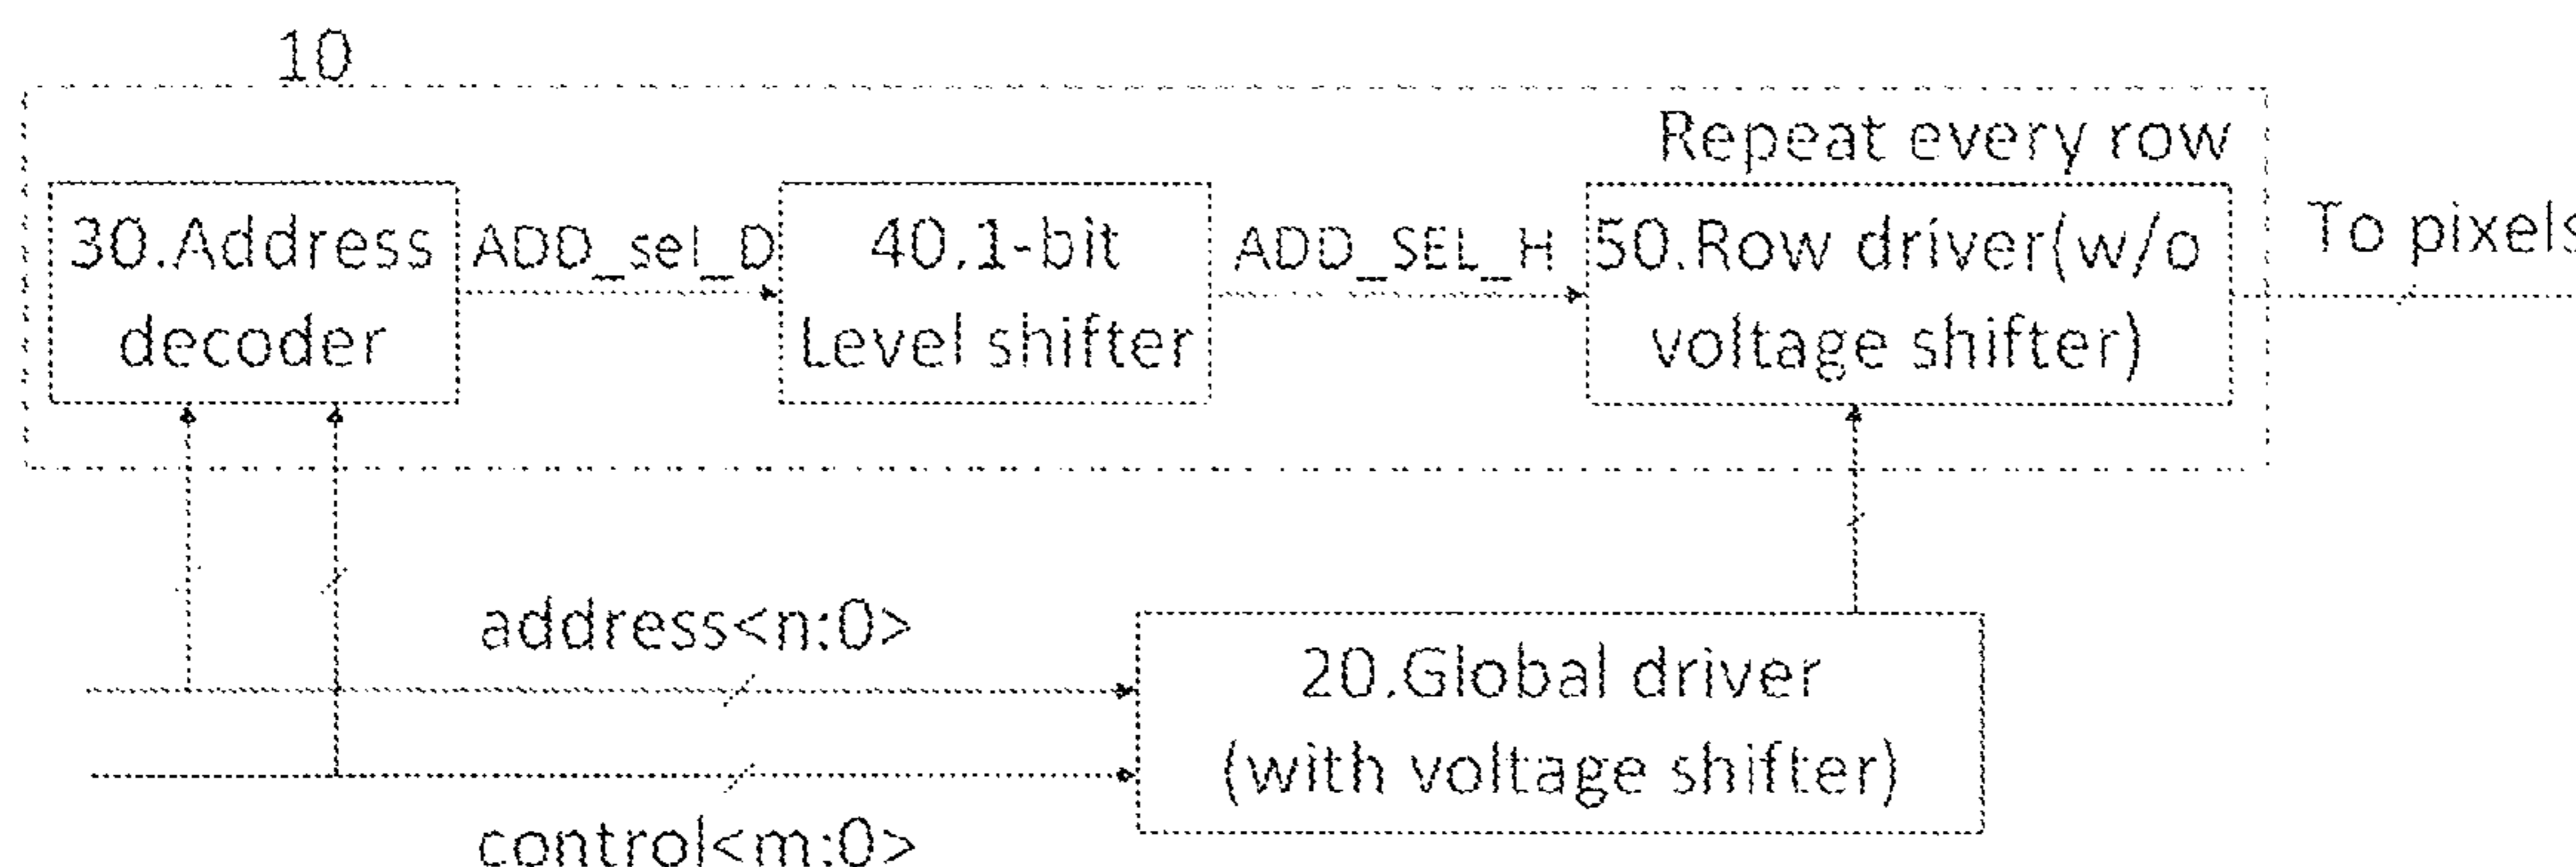 10
Repeat every row
30.Address
decoder
ADD_sel_D
40.1-bit
Level shifter
ADD_SEL_H
50.Row driver(w/o
voltage shifter)
To pixels
address<n:0>
20.Global driver
(with voltage shifter)
control<m:0>